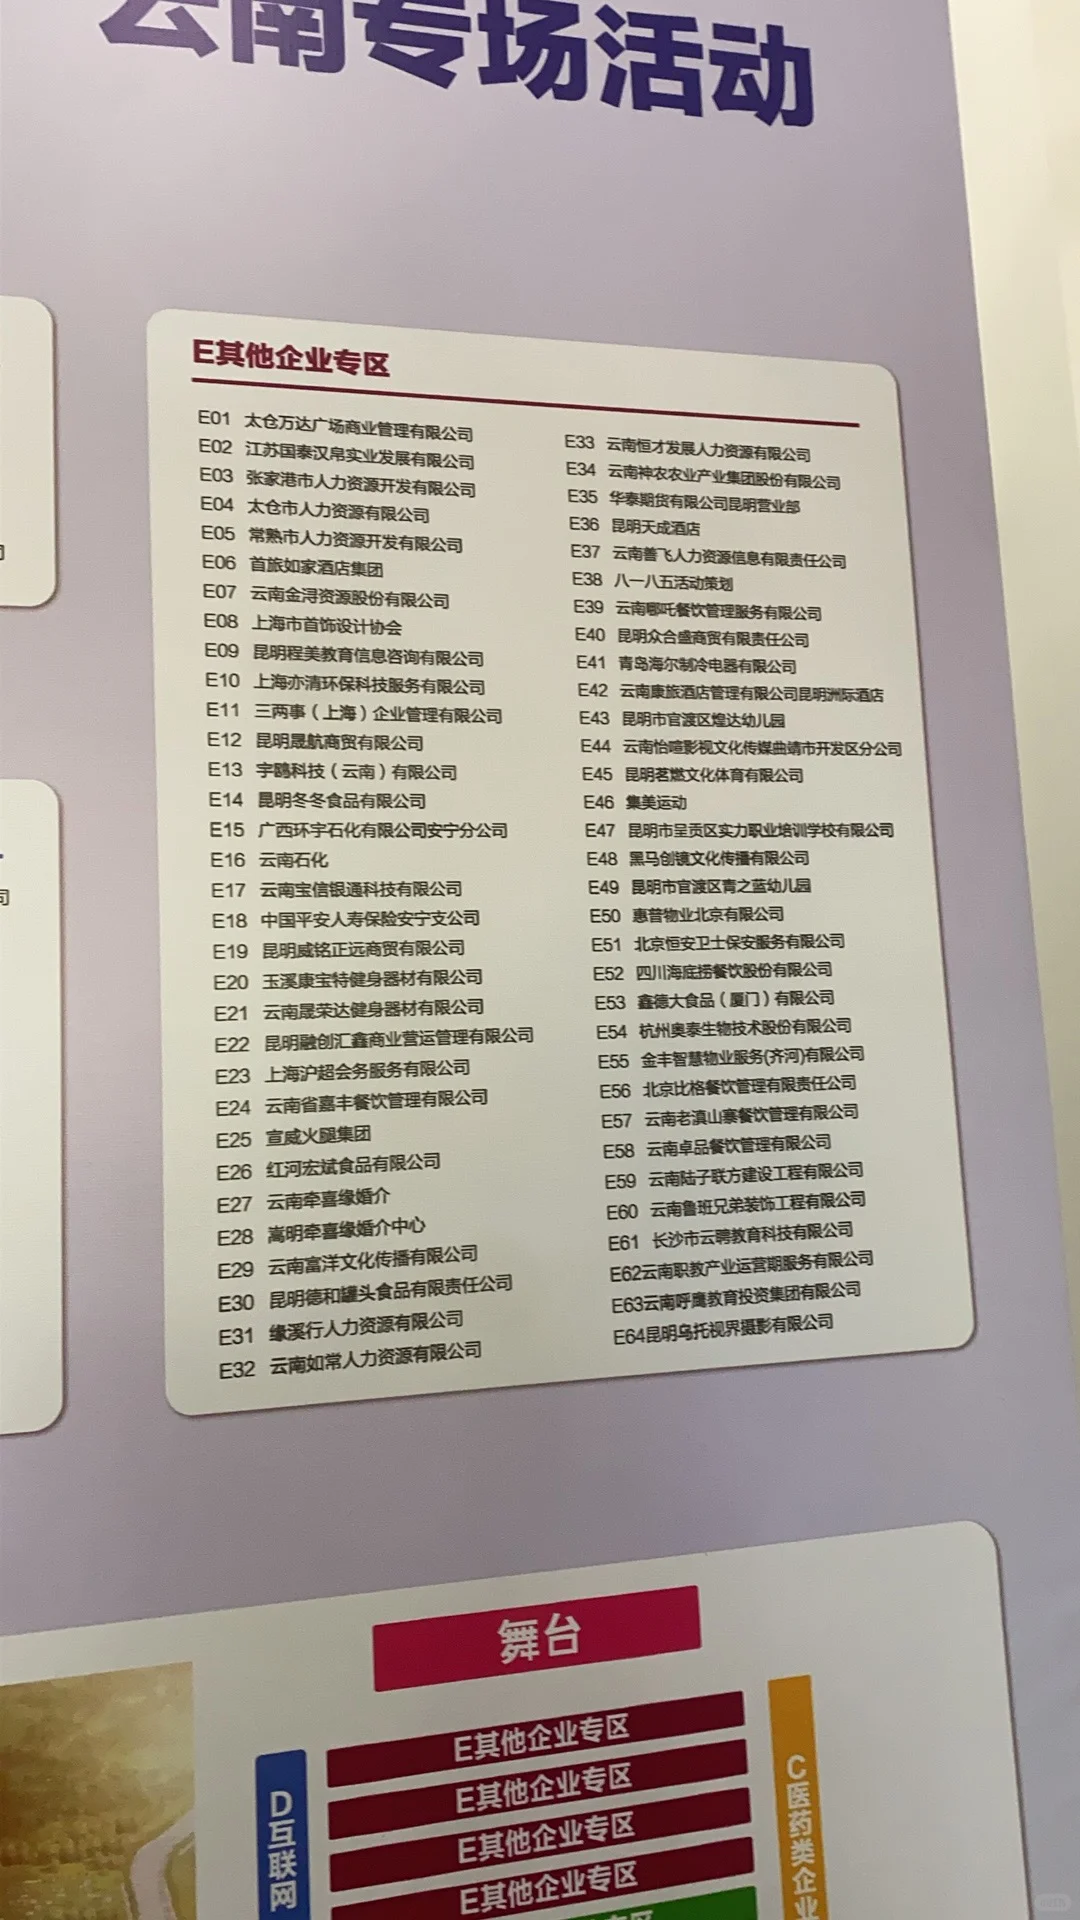 云南专场活动
E其他企业专区
E01 太仓万达广场商业管理有限公司
E02 江苏国泰汉帛实业发展有限公司
E03 张家港市人力资源开发有限公司
E04 太仓市人力资源有限公司
E05 常熟市人力资源开发有限公司
E06 首旅如家酒店集团
E07 云南金浔资源股份有限公司
E08 上海市首饰设计协会
E09 昆明程美教育信息咨询有限公司
E10 上海亦清环保科技服务有限公司
E11 三两事（上海）企业管理有限公司
E12 昆明晟航商贸有限公司
E13 宇鸥科技（云南）有限公司
E14 昆明冬冬食品有限公司
E15 广西环宇石化有限公司安宁分公司
E16 云南石化
E17 云南宝信银通科技有限公司
E18 中国平安人寿保险安宁支公司
E19 昆明威铭正远商贸有限公司
E20 玉溪康宝特健身器材有限公司
E21 云南晟荣达健身器材有限公司
E22 昆明融创汇鑫商业营运管理有限公司
E23 上海沪超会务服务有限公司
E24 云南省嘉丰餐饮管理有限公司
E25 宣威火腿集团
E26 红河宏斌食品有限公司
E27 云南牵喜缘婚介
E28 嵩明牵喜缘婚介中心
E29 云南富洋文化传播有限公司
E30 昆明德和罐头食品有限责任公司
E31 缘溪行人力资源有限公司
E32 云南如常人力资源有限公司
E33 云南恒才发展人力资源有限公司
E34 云南神农农业产业集团股份有限公司
E35 华泰期货有限公司昆明营业部
E36 昆明天成酒店
E37 云南善飞人力资源信息有限责任公司
E38 八一八五活动策划
E39 云南哪吒餐饮管理服务有限公司
E40 昆明众合盛商贸有限责任公司
E41 青岛海尔制冷电器有限公司
E42 云南康旅酒店管理有限公司昆明洲际酒店
E43 昆明市官渡区煌达幼儿园
E44 云南怡喧影视文化传媒曲靖市开发区分公司
E45 昆明茗燃文化体育有限公司
E46 集美运动
E47 昆明市呈贡区实力职业培训学校有限公司
E48 黑马创镜文化传播有限公司
E49 昆明市官渡区青之蓝幼儿园
E50 惠普物业北京有限公司
E51 北京恒安卫士保安服务有限公司
E52 四川海底捞餐饮股份有限公司
E53 鑫德大食品（厦门）有限公司
E54 杭州奥泰生物技术股份有限公司
E55 金丰智慧物业服务(齐河)有限公司
E56 北京比格餐饮管理有限责任公司
E57 云南老滇山寨餐饮管理有限公司
E58 云南卓品餐饮管理有限公司
E59 云南陆子联方建设工程有限公司
E60 云南鲁班兄弟装饰工程有限公司
E61 长沙市云聘教育科技有限公司
E62云南职教产业运营期服务有限公司
E63云南呼鹰教育投资集团有限公司
E64昆明乌托视界摄影有限公司
舞台
E其他企业专区
E其他企业专区
E其他企业专区
E其他企业专区
D互联网
C医药类企业